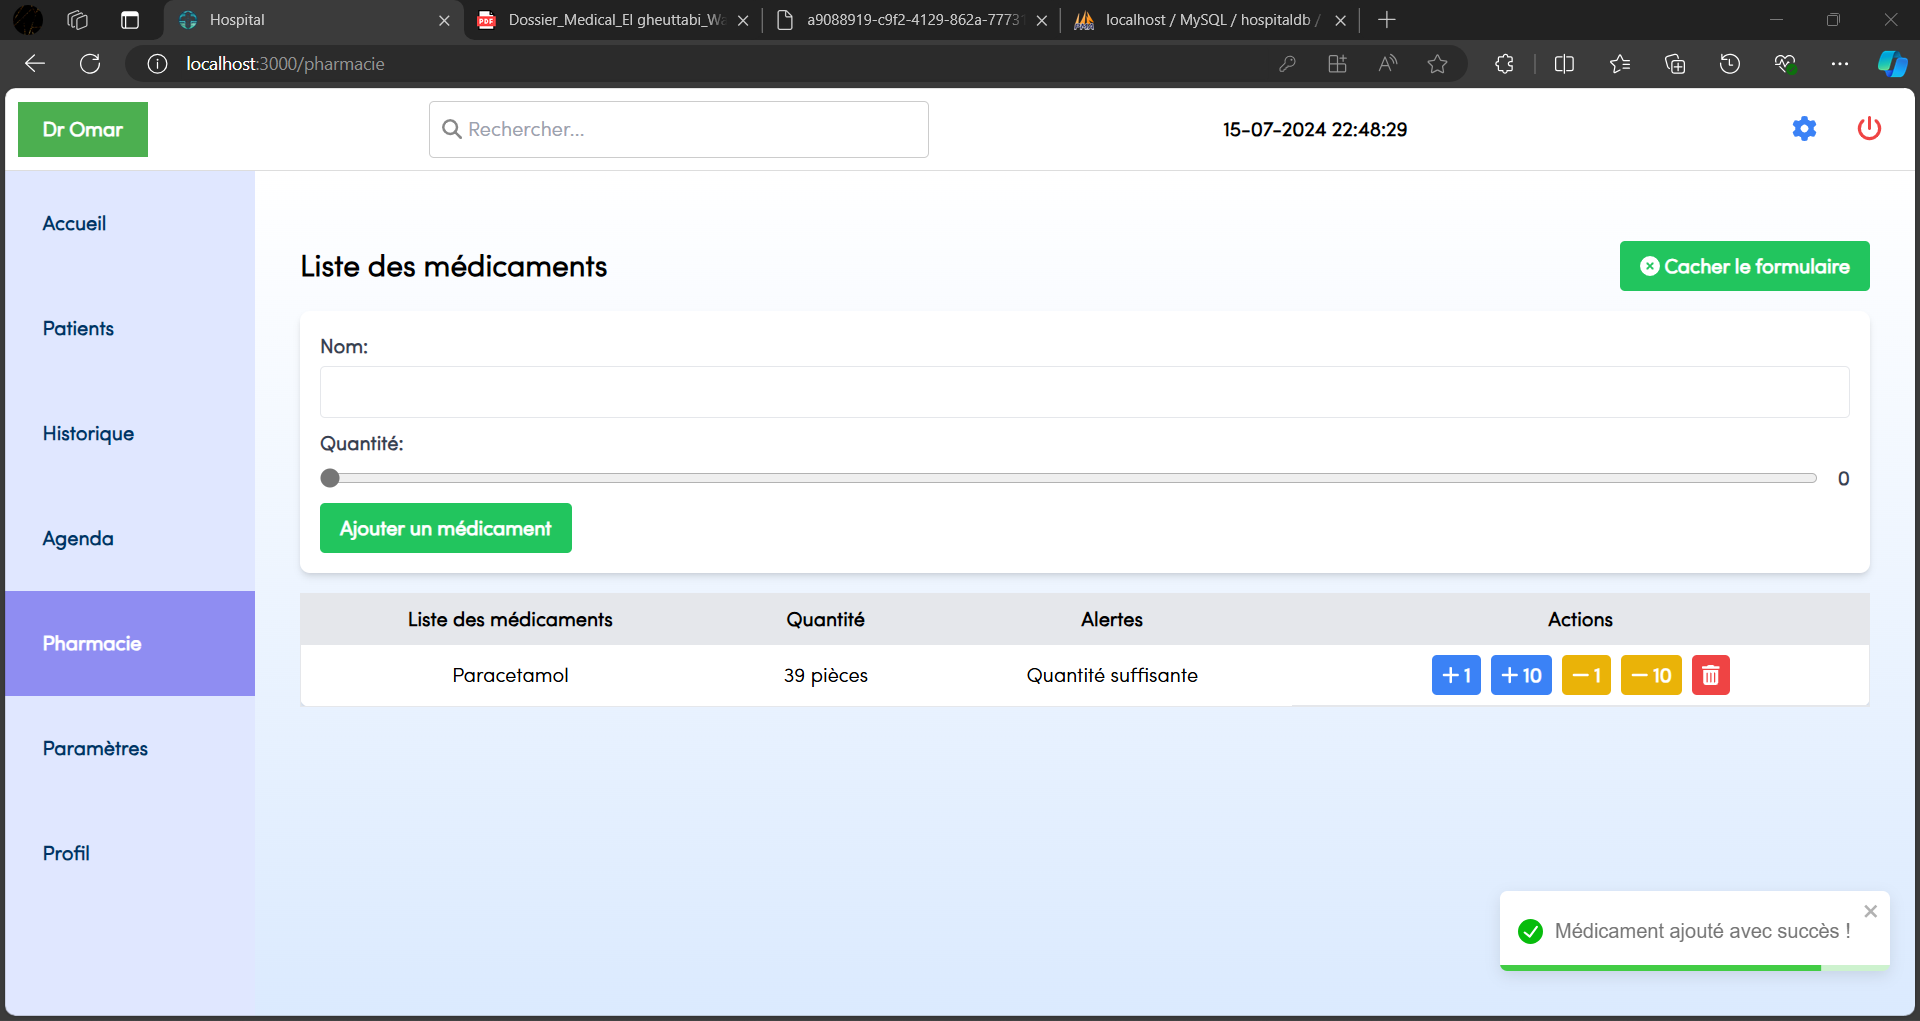 Hospital
Dossier_Medical_El gheuttabi_Wa
a9088919-c9f2-4129-862a-77731
localhost / MySQL / hospitaldb /
localhost:3000/pharmacie
Dr Omar
Rechercher...
15-07-2024 22:48:29
Accueil
Patients
Historique
Agenda
Pharmacie
Paramètres
Profil
Liste des médicaments
Cacher le formulaire
Nom:
Quantité:
0
Ajouter un médicament
Liste des médicaments Quantité Alertes Actions
Paracetamol 39 pièces Quantité suffisante +1 +10 −1 −10
Médicament ajouté avec succès !